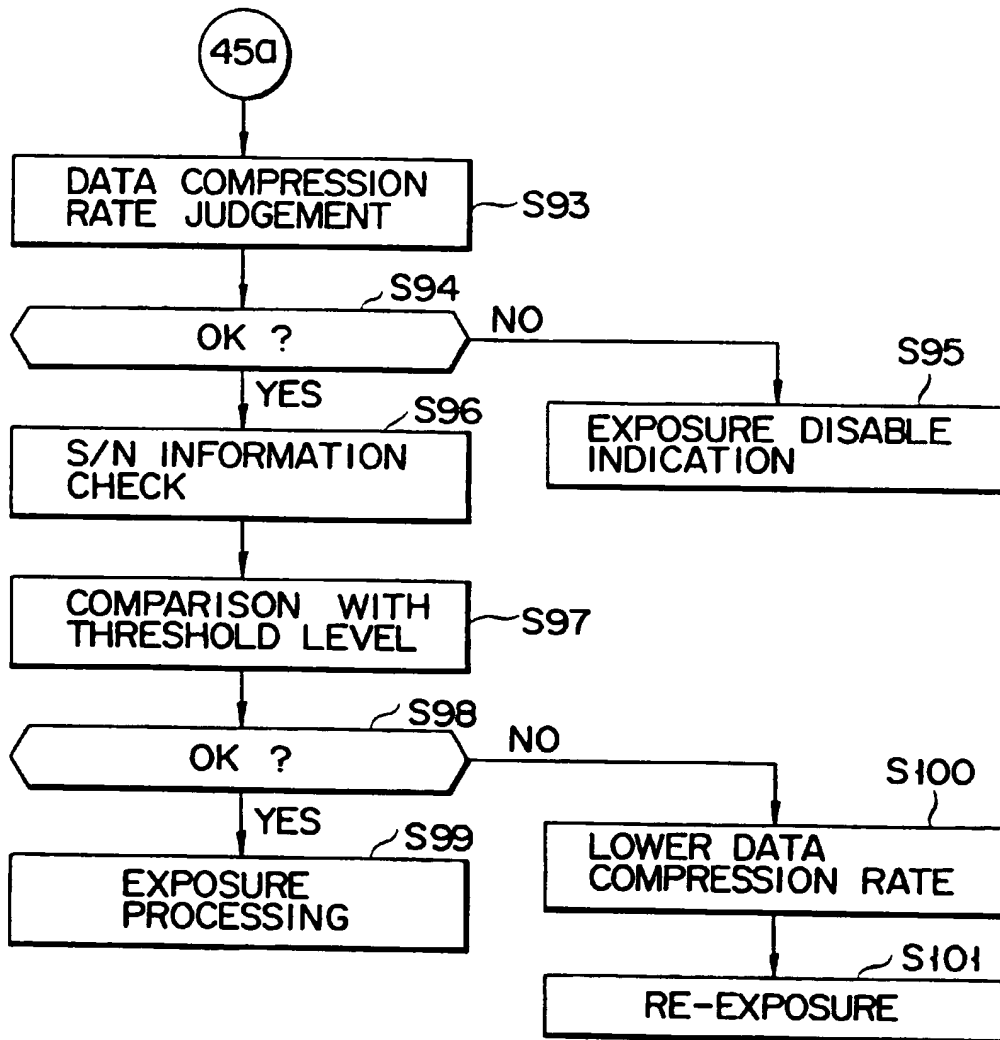 45a
DATA COMPRESSION
RATE JUDGEMENT
S93
S94
OK ?
NO
YES
S95
EXPOSURE DISABLE
INDICATION
S96
S/N INFORMATION
CHECK
COMPARISON WITH
THRESHOLD LEVEL
S97
S98
OK ?
NO
YES
S99
EXPOSURE
PROCESSING
S100
LOWER DATA
COMPRESSION RATE
S101
RE-EXPOSURE